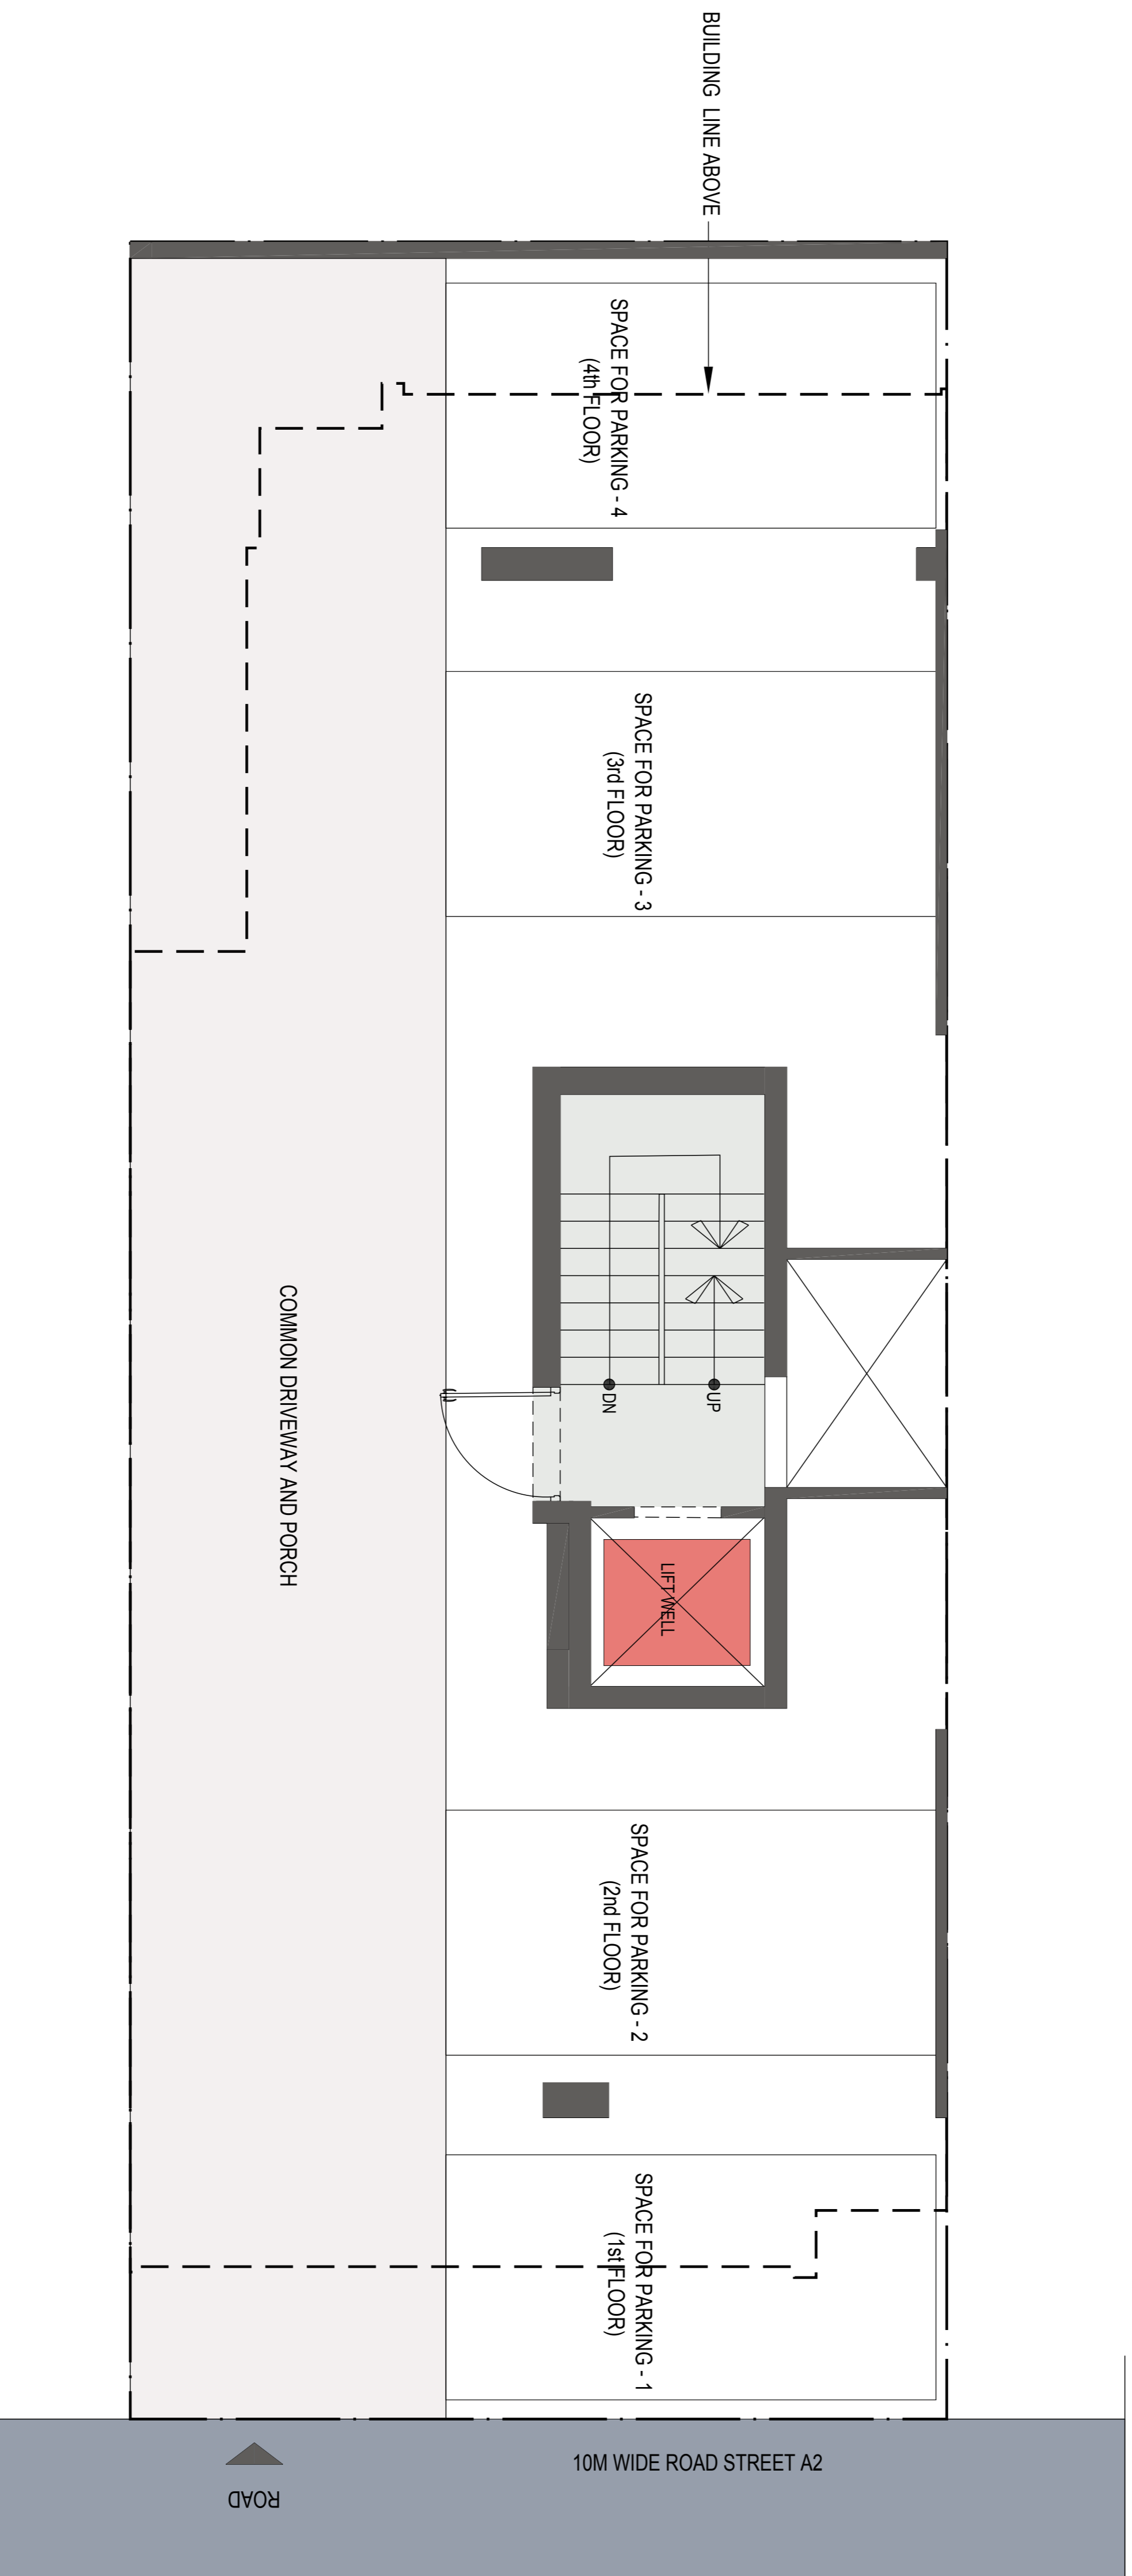 BUILDING LINE ABOVE
SPACE FOR PARKING - 4
(4th FLOOR)
SPACE FOR PARKING - 3
(3rd FLOOR)
COMMON DRIVEWAY AND PORCH
DN
UP
LIFT WELL
SPACE FOR PARKING - 2
(2nd FLOOR)
SPACE FOR PARKING - 1
(1st FLOOR)
10M WIDE ROAD STREET A2
ROAD